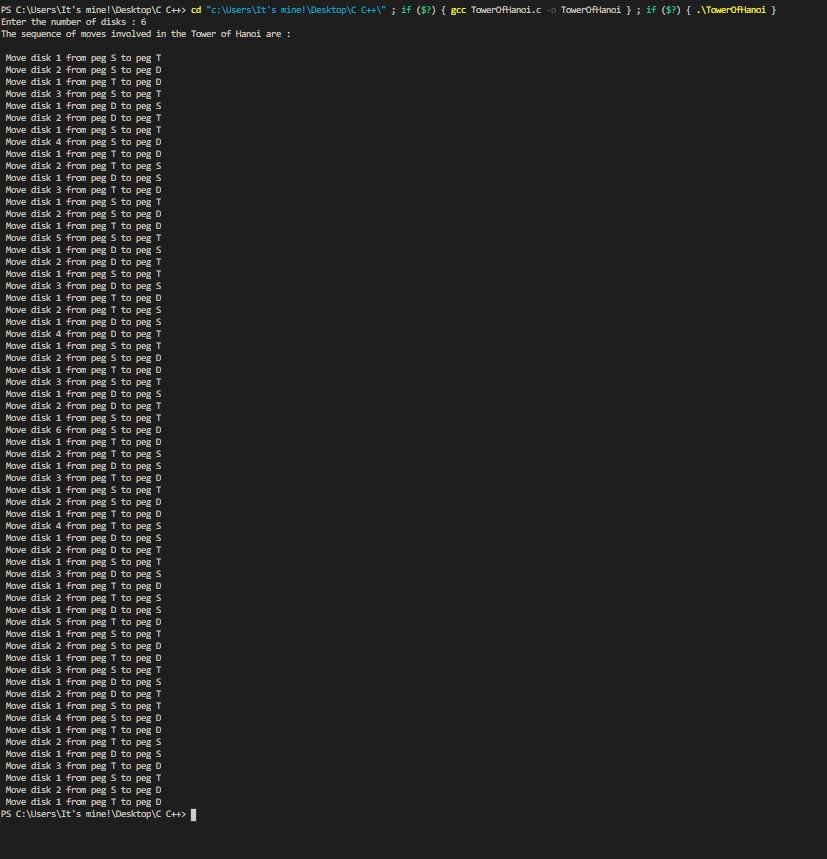 PS C:\Users\It's mine!\Desktop\C C++> cd "c:\Users\It's mine!\Desktop\C C++\" ; if ($?) { gcc TowerOfHanoi.c -o TowerOfHanoi } ; if ($?) { .\TowerOfHanoi }
Enter the number of disks : 6
The sequence of moves involved in the Tower of Hanoi are :
Move disk 1 from peg S to peg T
Move disk 2 from peg S to peg D
Move disk 1 from peg T to peg D
Move disk 3 from peg S to peg T
Move disk 1 from peg D to peg S
Move disk 2 from peg D to peg T
Move disk 1 from peg S to peg T
Move disk 4 from peg S to peg D
Move disk 1 from peg T to peg D
Move disk 2 from peg T to peg S
Move disk 1 from peg D to peg S
Move disk 3 from peg T to peg D
Move disk 1 from peg S to peg T
Move disk 2 from peg S to peg D
Move disk 1 from peg T to peg D
Move disk 5 from peg S to peg T
Move disk 1 from peg D to peg S
Move disk 2 from peg D to peg T
Move disk 1 from peg S to peg T
Move disk 3 from peg D to peg S
Move disk 1 from peg T to peg D
Move disk 2 from peg T to peg S
Move disk 1 from peg D to peg S
Move disk 4 from peg D to peg T
Move disk 1 from peg S to peg T
Move disk 2 from peg S to peg D
Move disk 1 from peg T to peg D
Move disk 3 from peg S to peg T
Move disk 1 from peg D to peg S
Move disk 2 from peg D to peg T
Move disk 1 from peg S to peg T
Move disk 6 from peg S to peg D
Move disk 1 from peg T to peg D
Move disk 2 from peg T to peg S
Move disk 1 from peg D to peg S
Move disk 3 from peg T to peg D
Move disk 1 from peg S to peg T
Move disk 2 from peg S to peg D
Move disk 1 from peg T to peg D
Move disk 4 from peg T to peg S
Move disk 1 from peg D to peg S
Move disk 2 from peg D to peg T
Move disk 1 from peg S to peg T
Move disk 3 from peg D to peg S
Move disk 1 from peg T to peg D
Move disk 2 from peg T to peg S
Move disk 1 from peg D to peg S
Move disk 5 from peg T to peg D
Move disk 1 from peg S to peg T
Move disk 2 from peg S to peg D
Move disk 1 from peg T to peg D
Move disk 3 from peg S to peg T
Move disk 1 from peg D to peg S
Move disk 2 from peg D to peg T
Move disk 1 from peg S to peg T
Move disk 4 from peg S to peg D
Move disk 1 from peg T to peg D
Move disk 2 from peg T to peg S
Move disk 1 from peg D to peg S
Move disk 3 from peg T to peg D
Move disk 1 from peg S to peg T
Move disk 2 from peg S to peg D
Move disk 1 from peg T to peg D
PS C:\Users\It's mine!\Desktop\C C++>